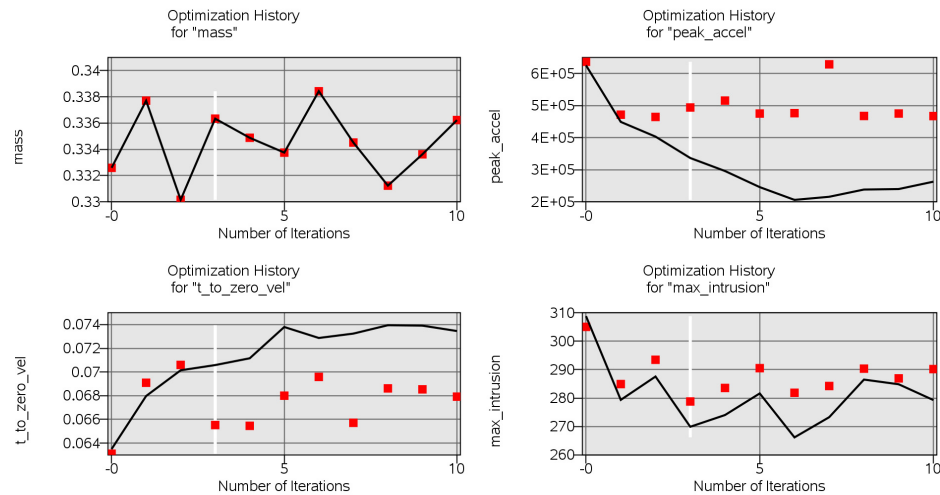 Optimization History
for "mass"
0.34
0.338
0.336
0.334
0.332
0.33
mass
-0
5
10
Number of Iterations
Optimization History
for "peak_accel"
6E+05
5E+05
4E+05
3E+05
2E+05
peak_accel
-0
5
10
Number of Iterations
Optimization History
for "t_to_zero_vel"
0.074
0.072
0.07
0.068
0.066
0.064
t_to_zero_vel
-0
5
10
Number of Iterations
Optimization History
for "max_intrusion"
310
300
290
280
270
260
max_intrusion
-0
5
10
Number of Iterations